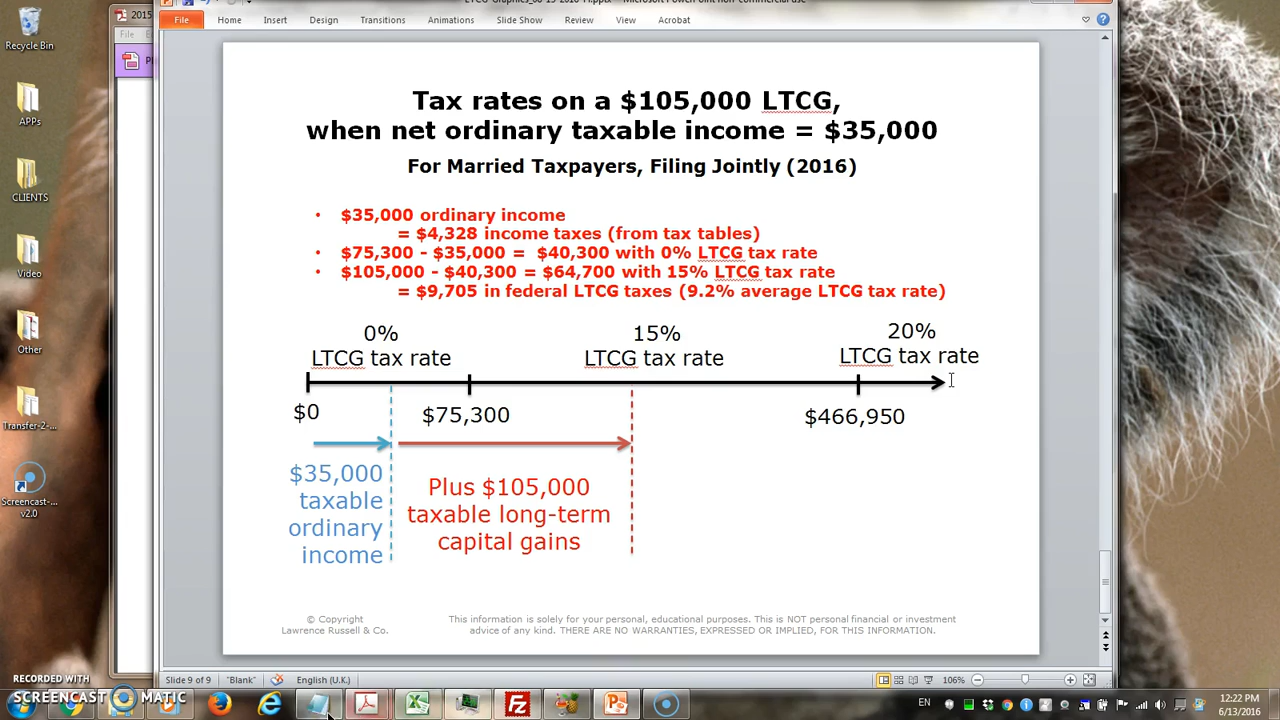 Recycle Bin
APPs
CLIENTS
Video
Other
Transfer-2-...
Screencast-...
v2.0
2015
File
File Home Insert Design Transitions Animations Slide Show Review View Acrobat
Tax rates on a $105,000 LTCG,
when net ordinary taxable income = $35,000
For Married Taxpayers, Filing Jointly (2016)
• $35,000 ordinary income
= $4,328 income taxes (from tax tables)
• $75,300 - $35,000 = $40,300 with 0% LTCG tax rate
• $105,000 - $40,300 = $64,700 with 15% LTCG tax rate
= $9,705 in federal LTCG taxes (9.2% average LTCG tax rate)
0%
LTCG tax rate
15%
LTCG tax rate
20%
LTCG tax rate
$0
$75,300
$466,950
$35,000
taxable
ordinary
income
Plus $105,000
taxable long-term
capital gains
© Copyright
Lawrence Russell & Co.
This information is solely for your personal, educational purposes. This is NOT personal financial or investment
advice of any kind. THERE ARE NO WARRANTIES, EXPRESSED OR IMPLIED, FOR THIS INFORMATION.
Slide 9 of 9 "Blank" English (U.K.) 106%
RECORDED WITH
SCREENCAST MATIC
EN
12:22 PM
6/13/2016